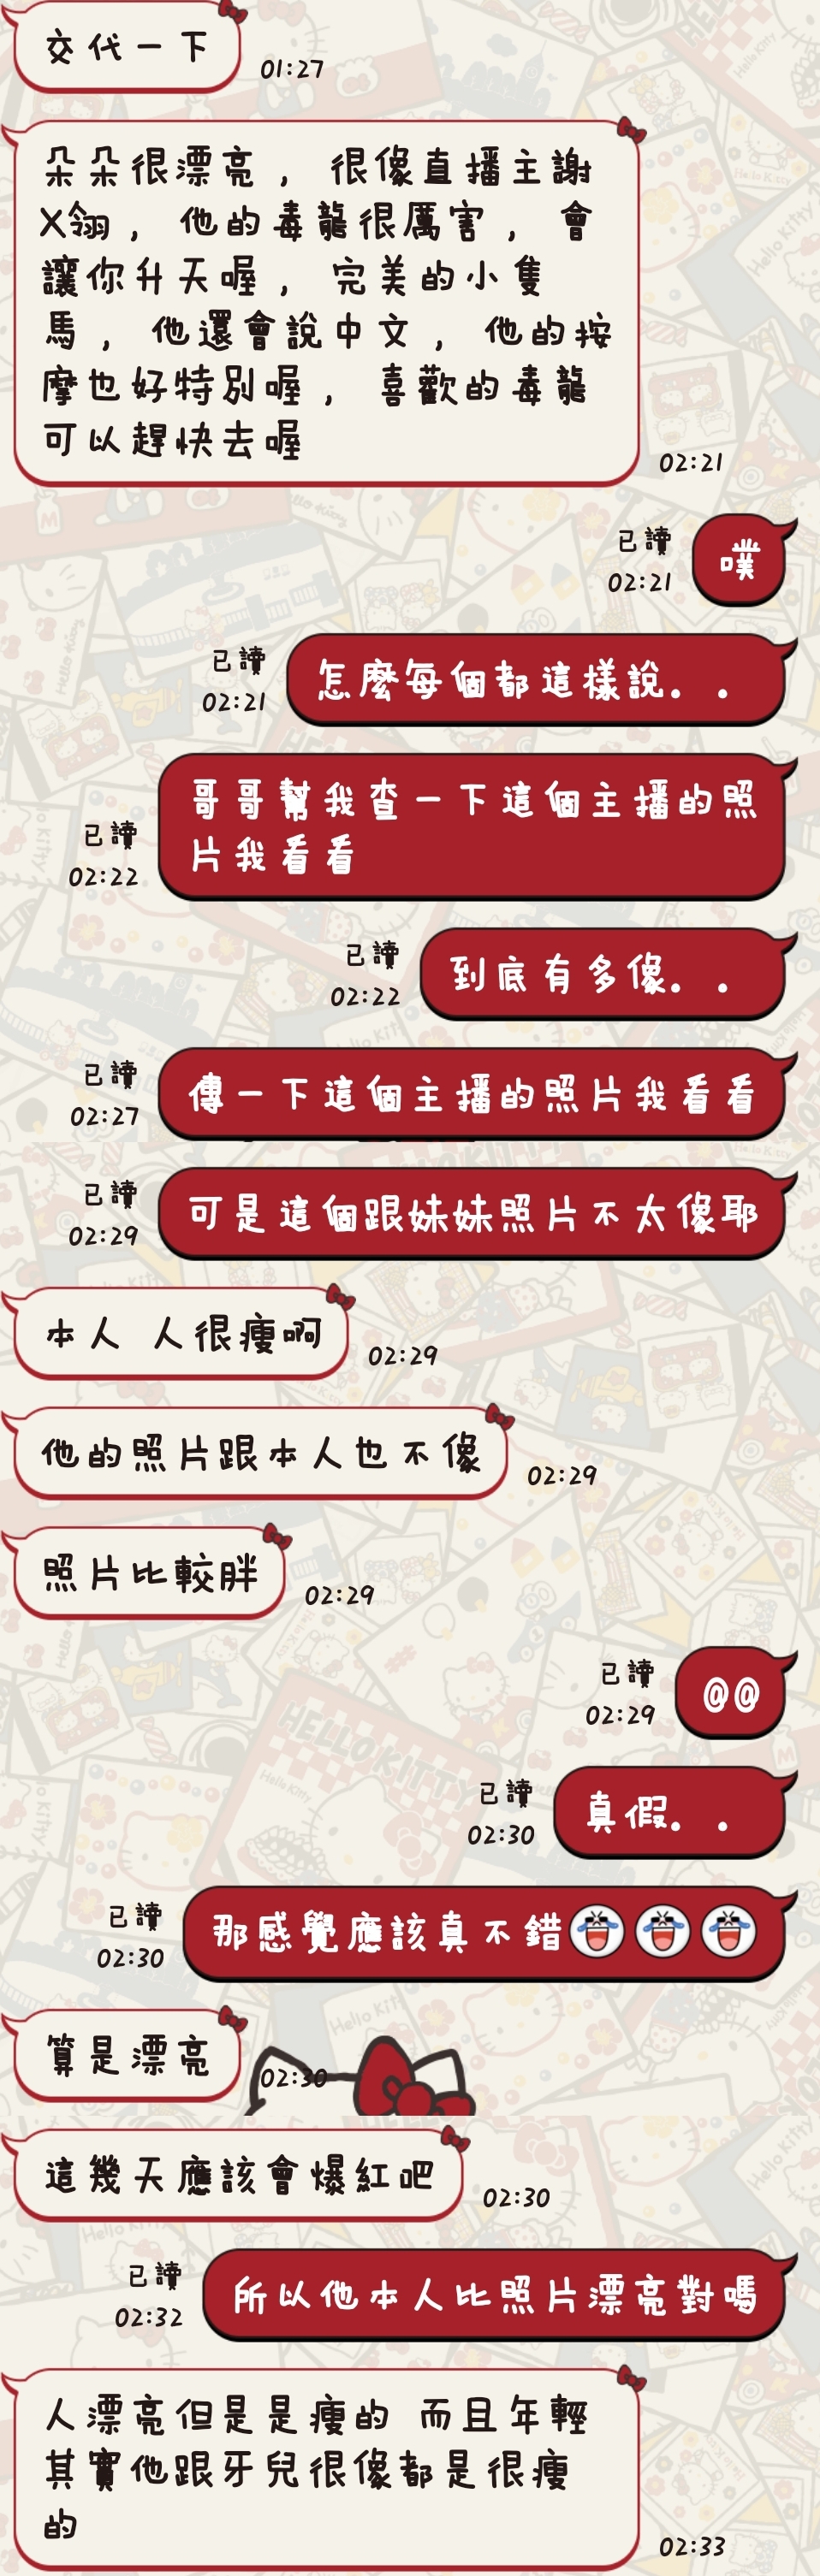 交代一下
01:27
朵朵很漂亮，很像直播主謝
X翎，他的毒龍很厲害，會
讓你升天喔，完美的小隻
馬，他還會說中文，他的按
摩也好特別喔，喜歡的毒龍
可以趕快去喔
02:21
已讀
02:21
噗
已讀
02:21
怎麼每個都這樣說．．
哥哥幫我查一下這個主播的照
片我看看
已讀
02:22
已讀
02:22
到底有多像．．
已讀
02:27
傳一下這個主播的照片我看看
已讀
02:29
可是這個跟妹妹照片不太像耶
本人 人很瘦啊
02:29
他的照片跟本人也不像
02:29
照片比較胖
02:29
已讀
02:29
@@
已讀
02:30
真假．．
已讀
02:30
那感覺應該真不錯
算是漂亮
02:30
這幾天應該會爆紅吧
02:30
已讀
02:32
所以他本人比照片漂亮對嗎
人漂亮但是是瘦的 而且年輕
其實他跟牙兒很像都是很瘦
的
02:33